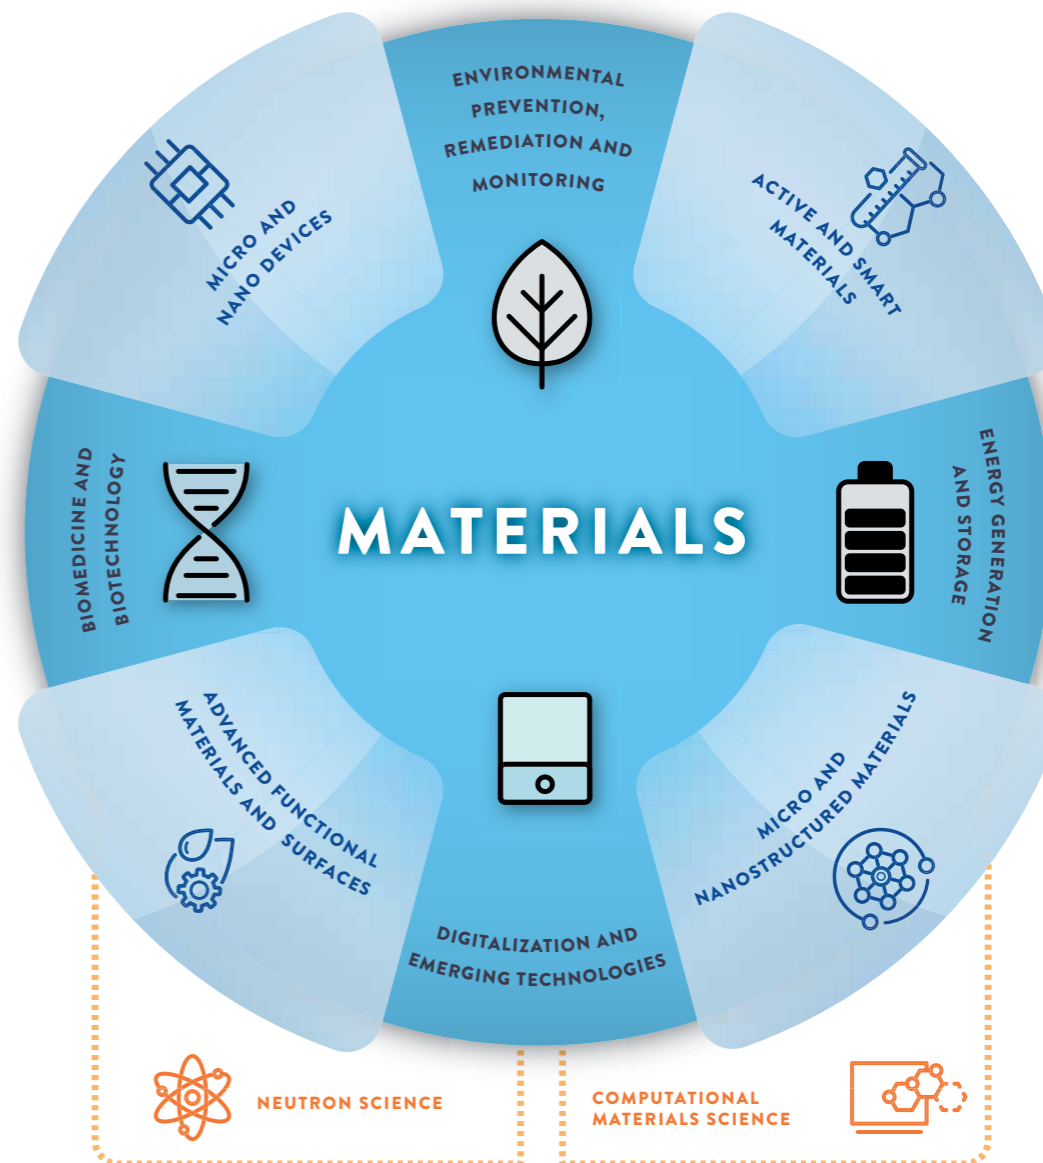 ENVIRONMENTAL
PREVENTION,
REMEDIATION AND
MONITORING
MICRO AND
NANO DEVICES
ACTIVE AND SMART
MATERIALS
BIOMEDICINE AND
BIOTECHNOLOGY
MATERIALS
ENERGY GENERATION
AND STORAGE
ADVANCED FUNCTIONAL
MATERIALS AND SURFACES
MICRO AND
NANOSTRUCTURED MATERIALS
DIGITALIZATION AND
EMERGING TECHNOLOGIES
NEUTRON SCIENCE
COMPUTATIONAL
MATERIALS SCIENCE